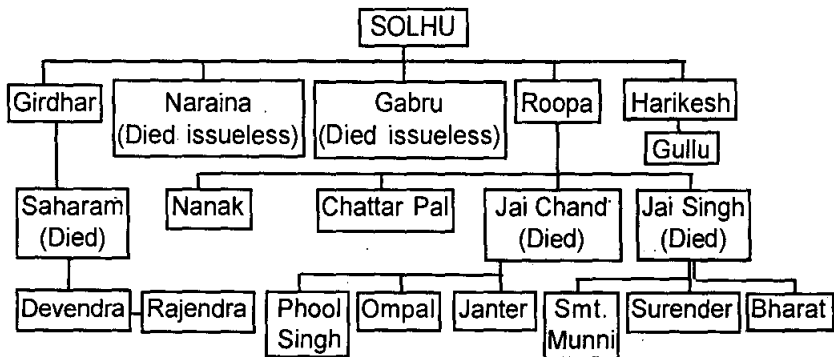 SOLHU
Girdhar
Naraina
(Died issueless)
Gabru
(Died issueless)
Roopa
Harikesh
Gullu
Saharam
(Died)
Nanak
Chattar Pal
Jai Chand
(Died)
Jai Singh
(Died)
Devendra
Rajendra
Phool
Singh
Ompal
Janter
Smt.
Munni
Surender
Bharat